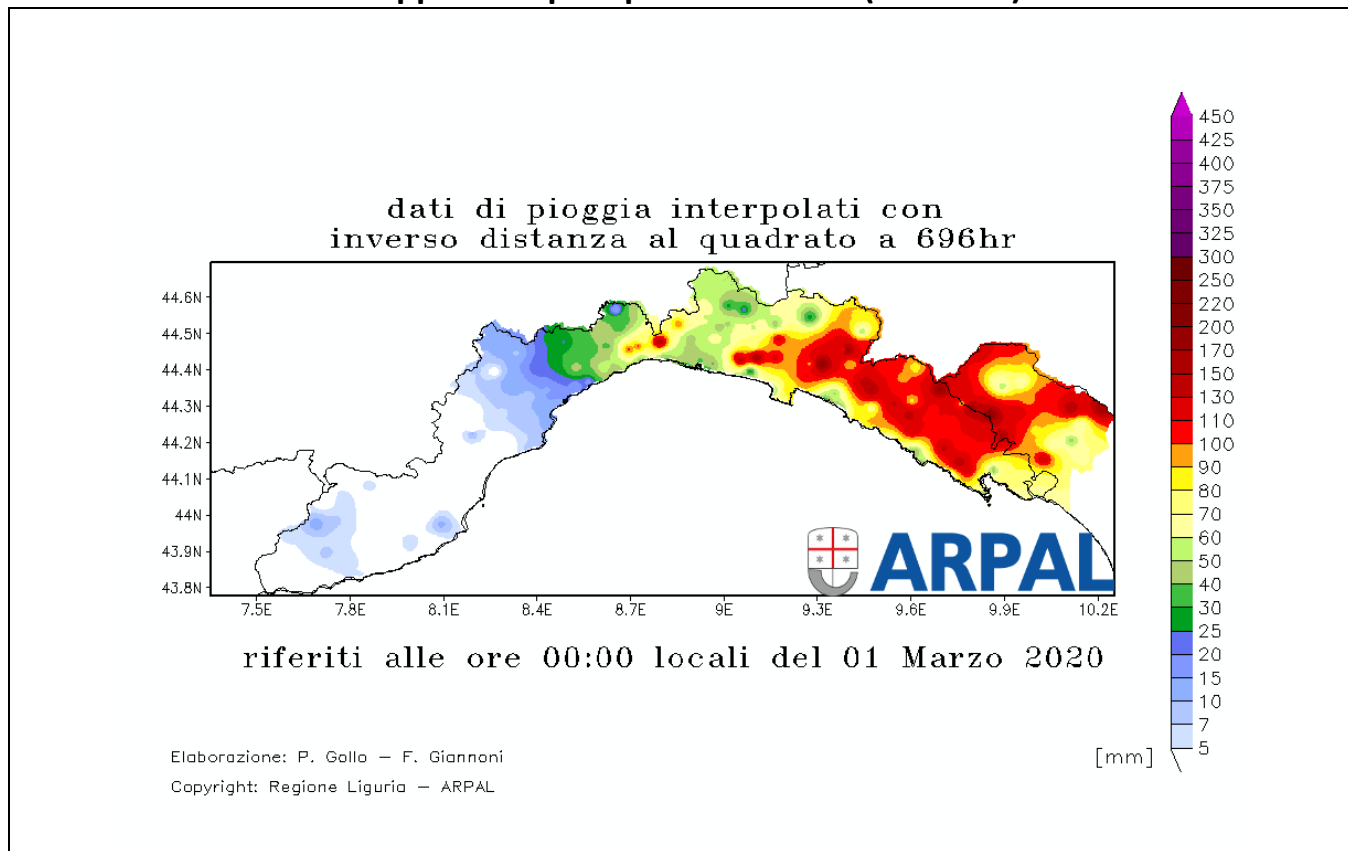 dati di pioggia interpolati con
inverso distanza al quadrato a 696hr
450
425
400
375
350
325
300
250
220
200
170
150
130
110
100
90
80
70
60
50
40
30
25
20
15
10
7
5
[mm]
44.6N
44.5N
44.4N
44.3N
44.2N
44.1N
44N
43.9N
43.8N
7.5E 7.8E 8.1E 8.4E 8.7E 9E 9.3E 9.6E 9.9E 10.2E
ARPAL
riferiti alle ore 00:00 locali del 01 Marzo 2020
Elaborazione: P. Gollo – F. Giannoni
Copyright: Regione Liguria – ARPAL